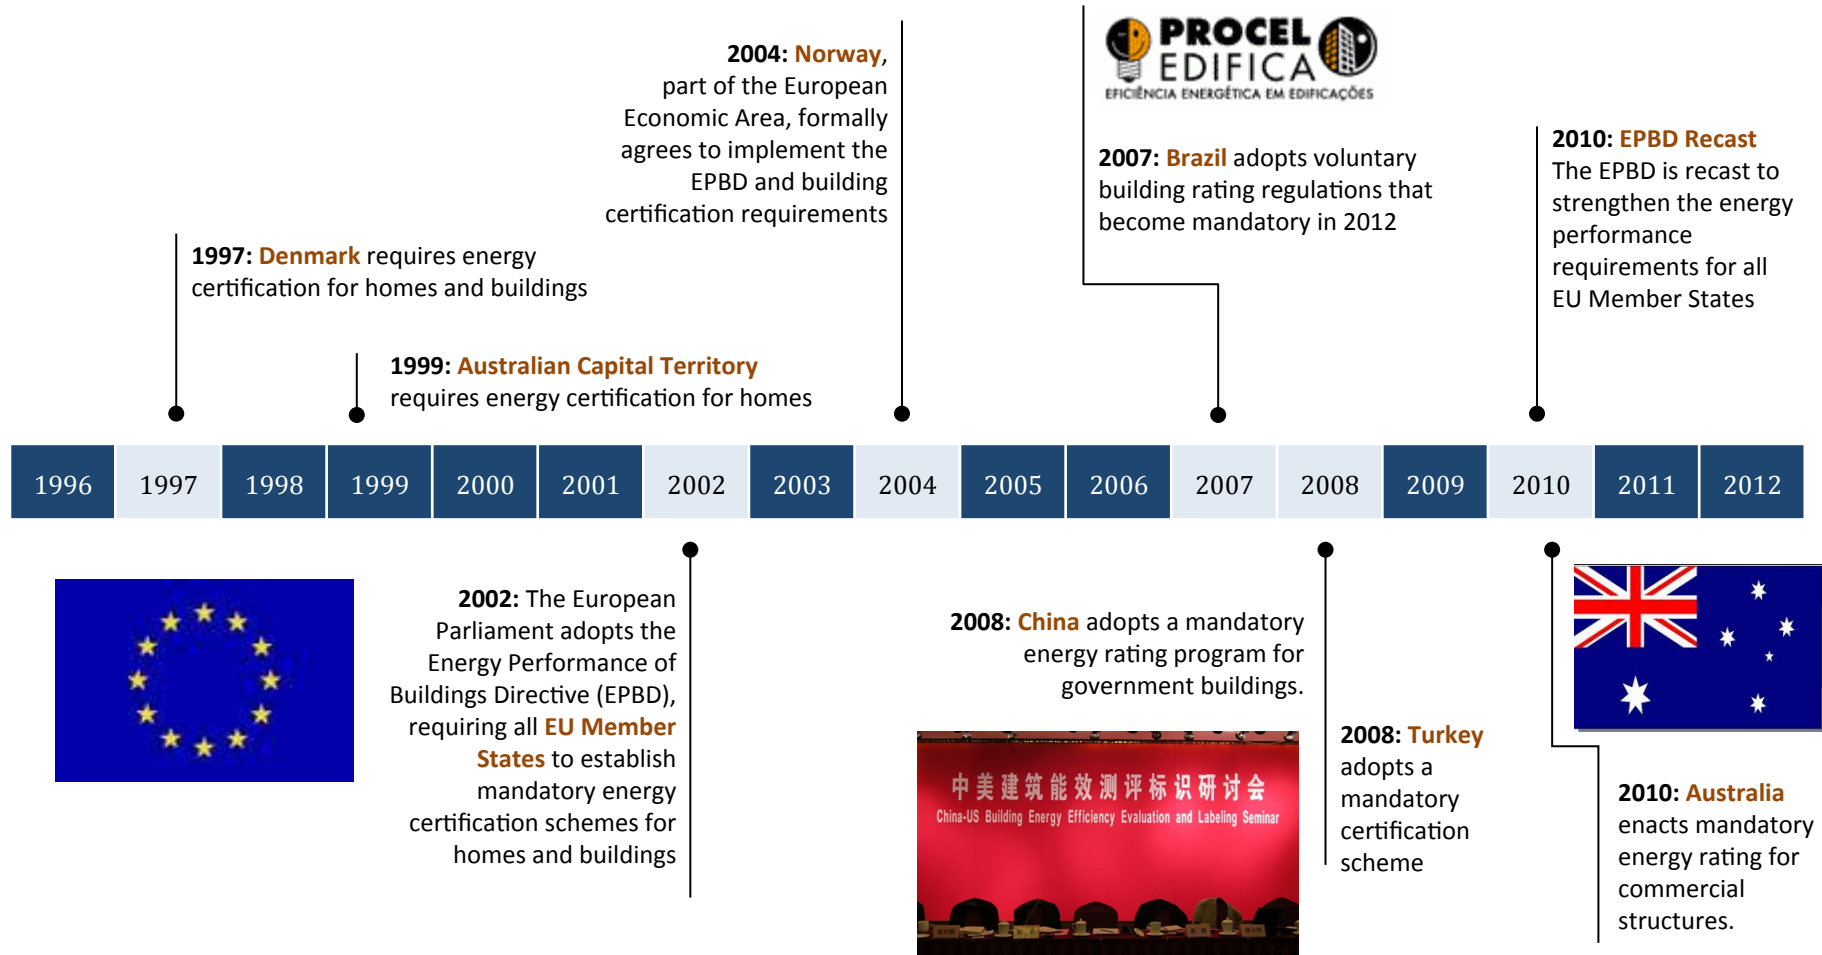 PROCEL
EDIFICA
EFICIÊNCIA ENERGÉTICA EM EDIFICAÇÕES
2004: Norway,
part of the European
Economic Area, formally
agrees to implement the
EPBD and building
certification requirements
2007: Brazil adopts voluntary
building rating regulations that
become mandatory in 2012
2010: EPBD Recast
The EPBD is recast to
strengthen the energy
performance
requirements for all
EU Member States
1997: Denmark requires energy
certification for homes and buildings
1999: Australian Capital Territory
requires energy certification for homes
1996 1997 1998 1999 2000 2001 2002 2003 2004 2005 2006 2007 2008 2009 2010 2011 2012
2002: The European
Parliament adopts the
Energy Performance of
Buildings Directive (EPBD),
requiring all EU Member
States to establish
mandatory energy
certification schemes for
homes and buildings
2008: China adopts a mandatory
energy rating program for
government buildings.
中美建筑能效测评标识研讨会
China-US Building Energy Efficiency Evaluation and Labeling Seminar
2008: Turkey
adopts a
mandatory
certification
scheme
2010: Australia
enacts mandatory
energy rating for
commercial
structures.